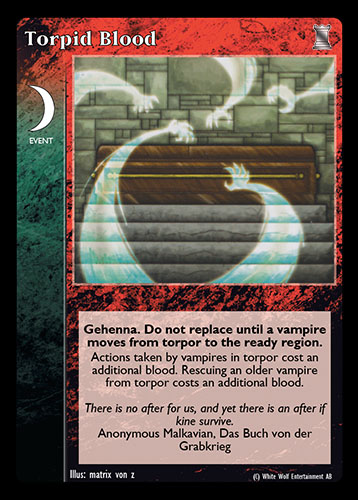 Torpid Blood
EVENT
Gehenna. Do not replace until a vampire
moves from torpor to the ready region.
Actions taken by vampires in torpor cost an
additional blood. Rescuing an older vampire
from torpor costs an additional blood.
There is no after for us, and yet there is an after if
kine survive.
Anonymous Malkavian, Das Buch von der
Grabkrieg
Illus: matrix von z
(C) White Wolf Entertainment AB